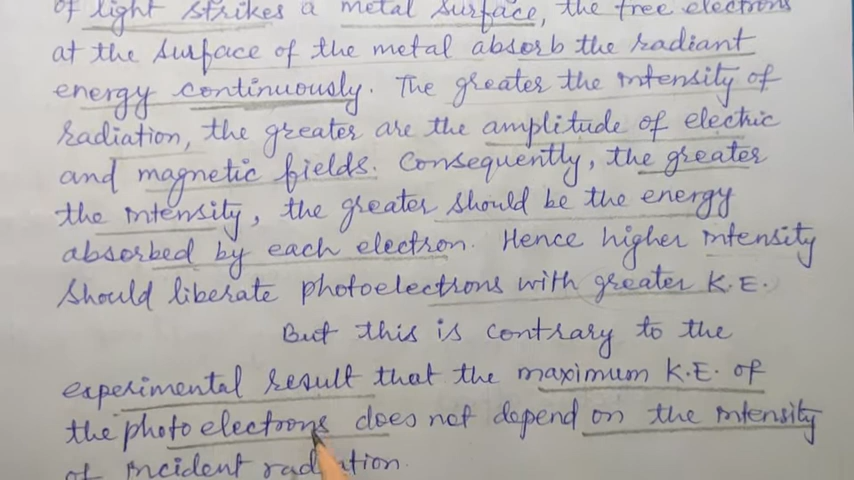 of light strikes a metal surface, the free electrons
at the surface of the metal absorb the radiant
energy continuously. The greater the intensity of
radiation, the greater are the amplitude of electric
and magnetic fields. Consequently, the greater
the intensity, the greater should be the energy
absorbed by each electron. Hence higher intensity
should liberate photoelectrons with greater K.E.
But this is contrary to the
experimental result that the maximum K.E. of
the photoelectrons does not depend on the intensity
of incident radiation.